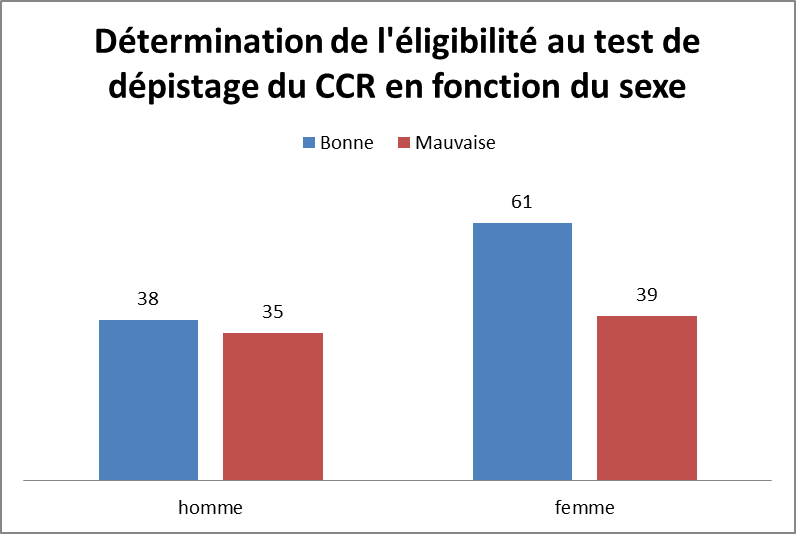 Détermination de l'éligibilité au test de
dépistage du CCR en fonction du sexe
Bonne Mauvaise
61
38
35
39
homme femme